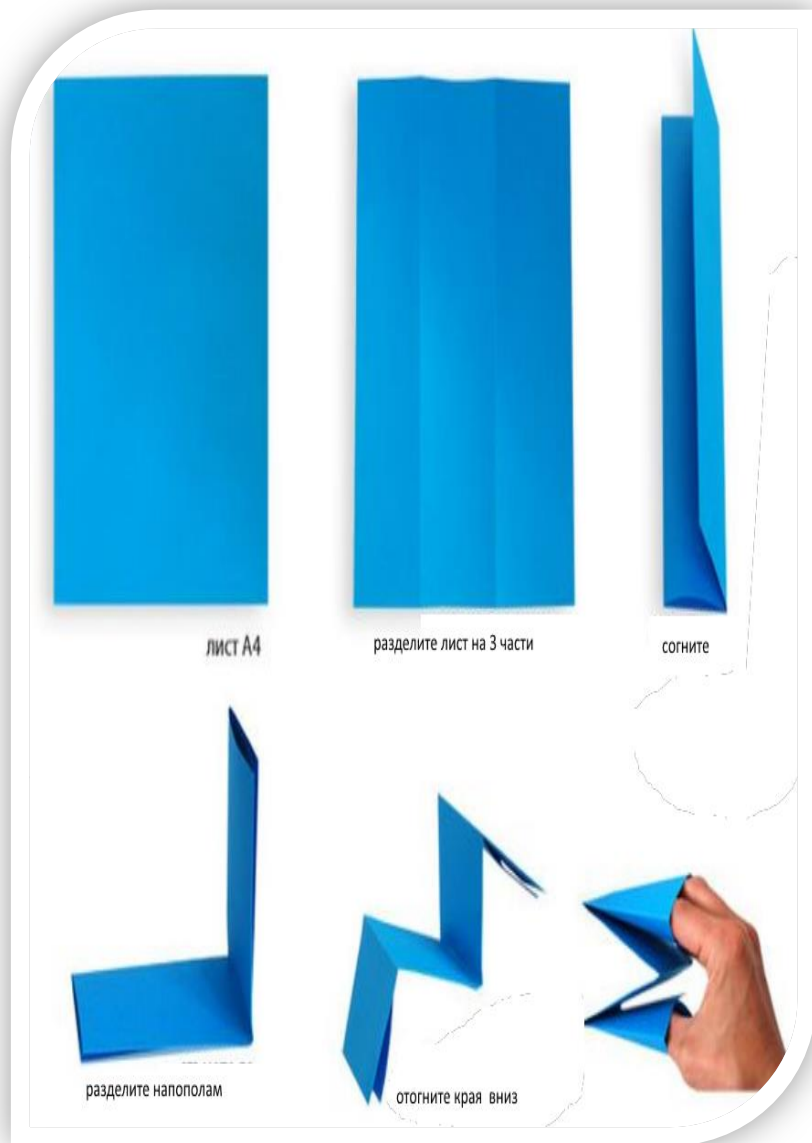 лист А4
разделите лист на 3 части
согните
разделите напополам
отогните края вниз